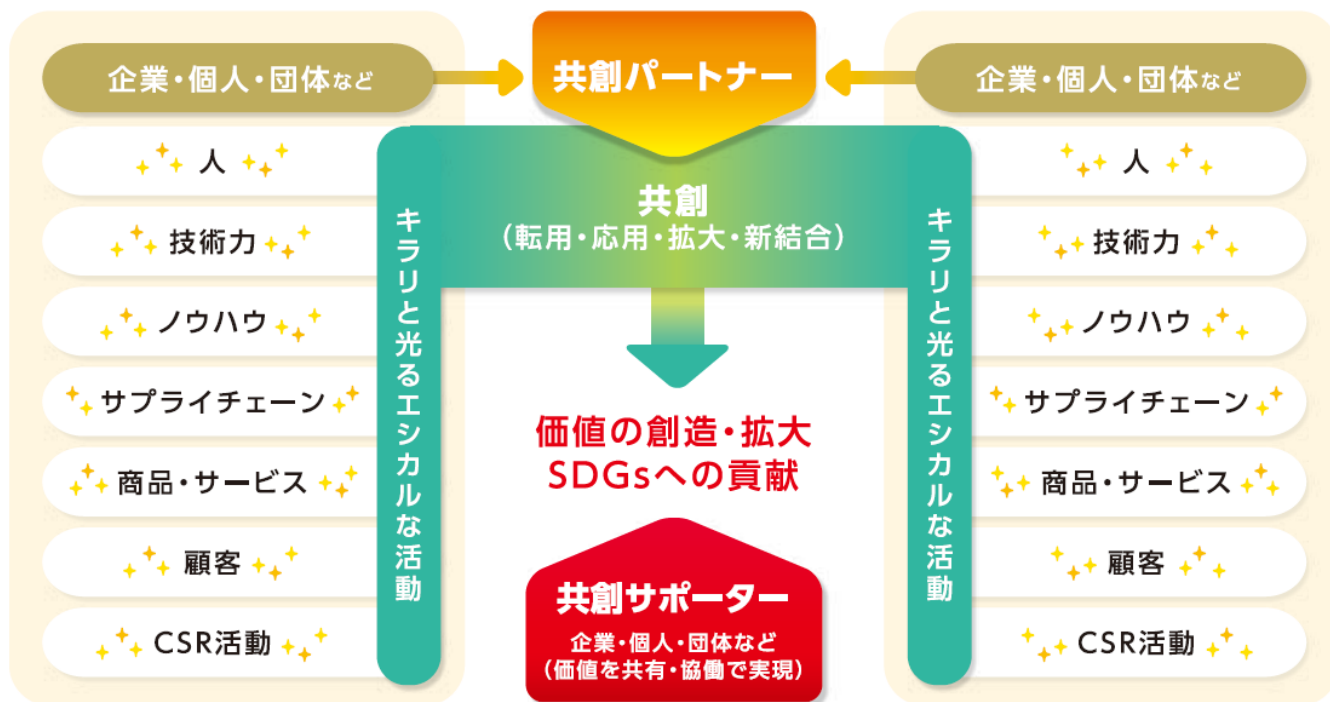 企業・個人・団体など
人
技術力
ノウハウ
サプライチェーン
商品・サービス
顧客
CSR活動
キラリと光るエシカルな活動
共創パートナー
共創
（転用・応用・拡大・新結合）
価値の創造・拡大
SDGsへの貢献
共創サポーター
企業・個人・団体など
（価値を共有・協働で実現）
キラリと光るエシカルな活動
企業・個人・団体など
人
技術力
ノウハウ
サプライチェーン
商品・サービス
顧客
CSR活動